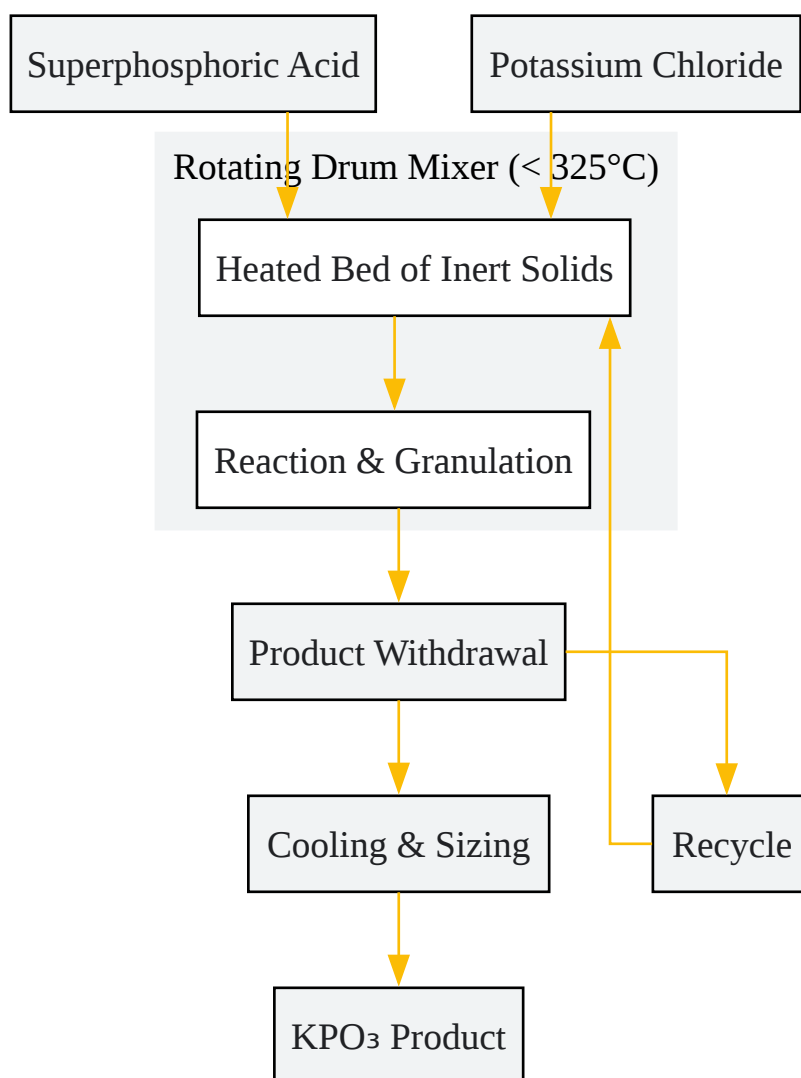 Superphosphoric Acid
Potassium Chloride
Rotating Drum Mixer (< 325°C)
Heated Bed of Inert Solids
Reaction & Granulation
Product Withdrawal
Cooling & Sizing
Recycle
KPO₃ Product